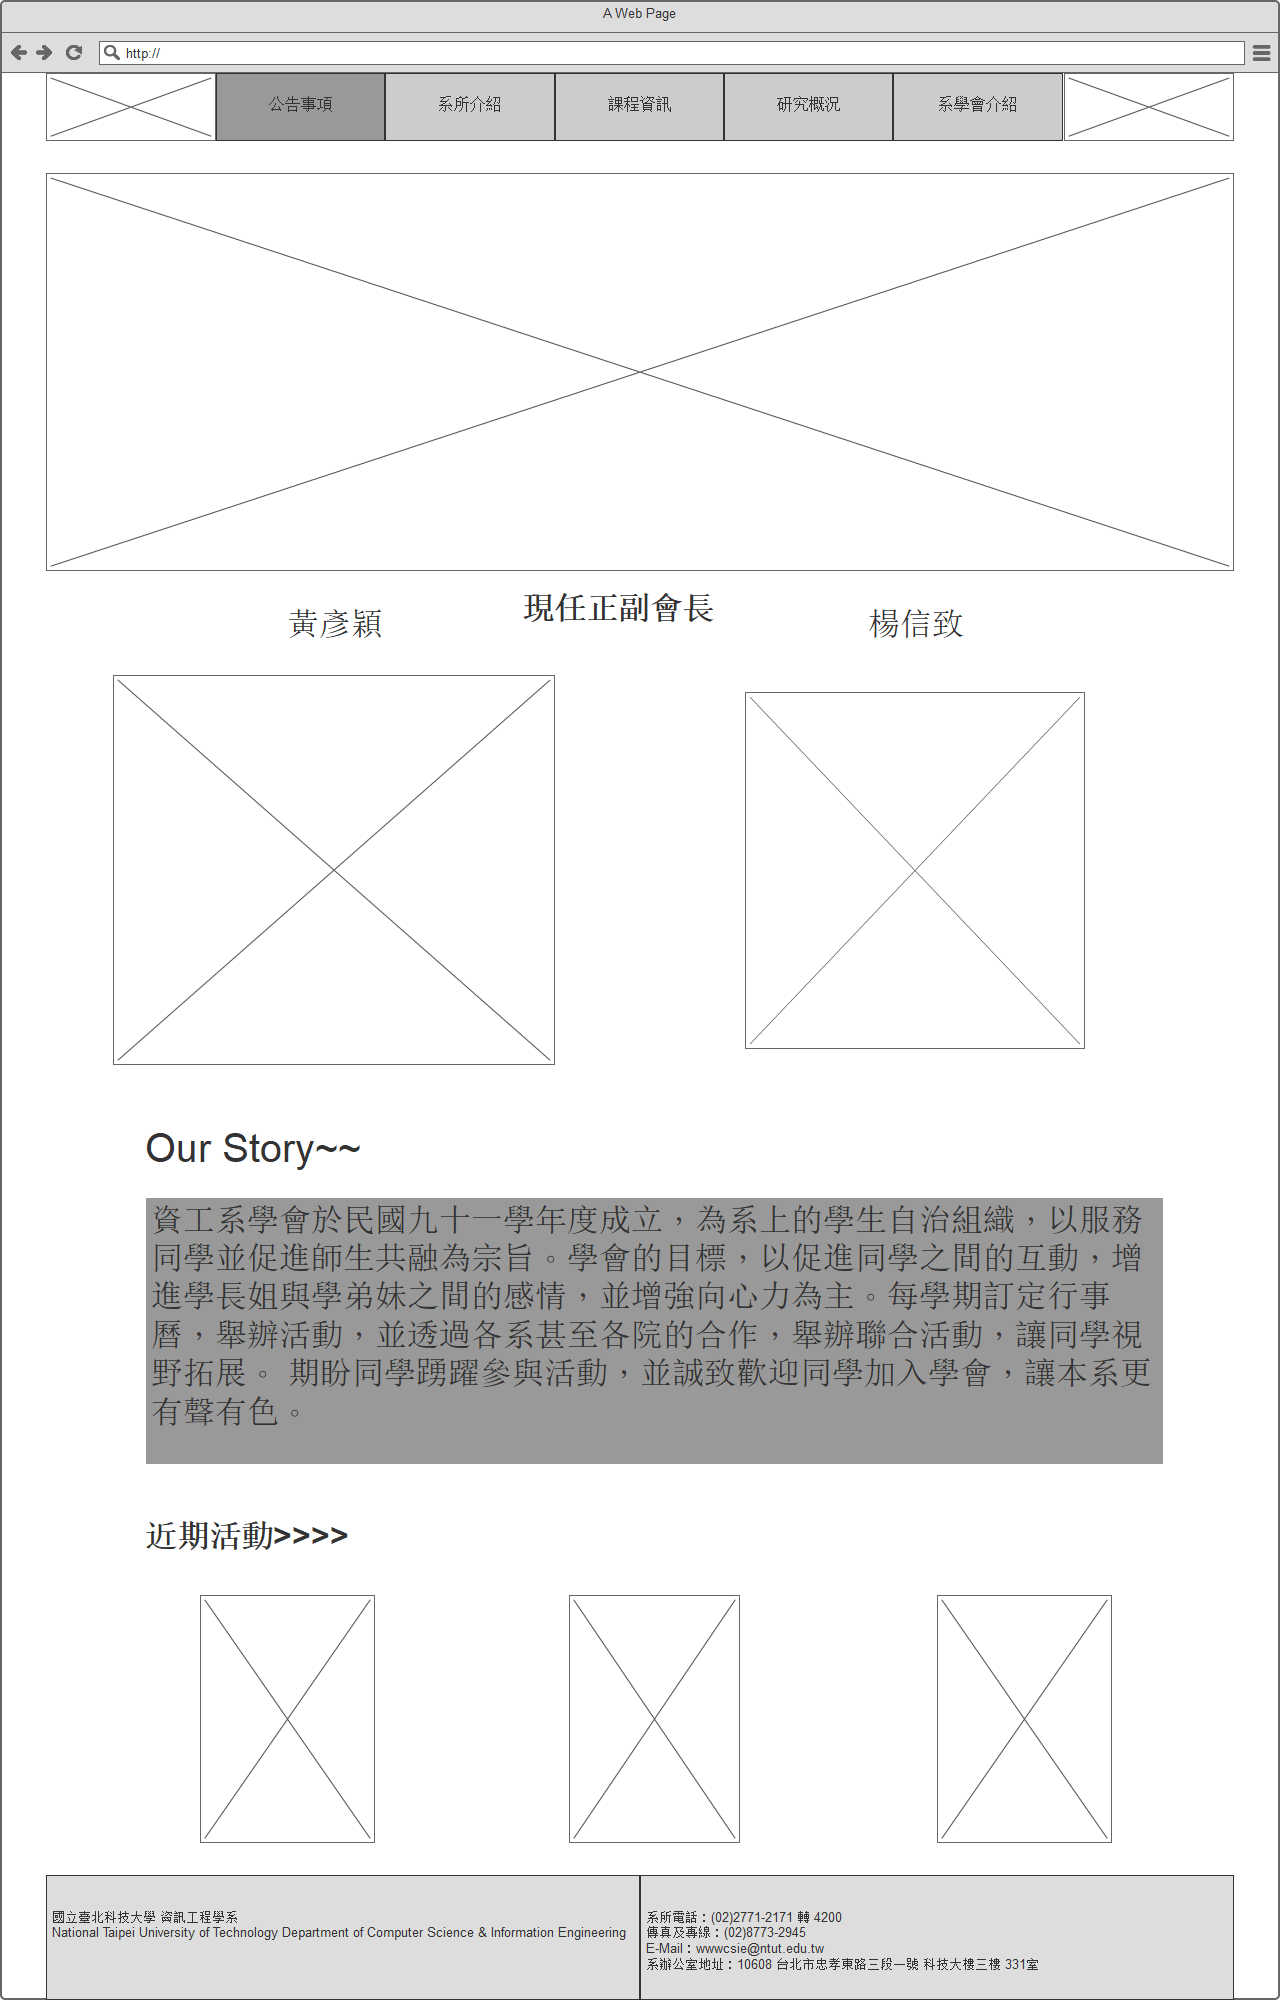 A Web Page
http://
公告事項
系所介紹
課程資訊
研究概況
系學會介紹
現任正副會長
黃彥穎
楊信致
Our Story~~
資工系學會於民國九十一學年度成立，為系上的學生自治組織，以服務
同學並促進師生共融為宗旨。學會的目標，以促進同學之間的互動，增
進學長姐與學弟妹之間的感情，並增強向心力為主。每學期訂定行事
曆，舉辦活動，並透過各系甚至各院的合作，舉辦聯合活動，讓同學視
野拓展。 期盼同學踴躍參與活動，並誠致歡迎同學加入學會，讓本系更
有聲有色。
近期活動>>>>
國立臺北科技大學 資訊工程學系
National Taipei University of Technology Department of Computer Science & Information Engineering
系所電話：(02)2771-2171 轉 4200
傳真及專線：(02)8773-2945
E-Mail：wwwcsie@ntut.edu.tw
系辦公室地址：10608 台北市忠孝東路三段一號 科技大樓三樓 331室